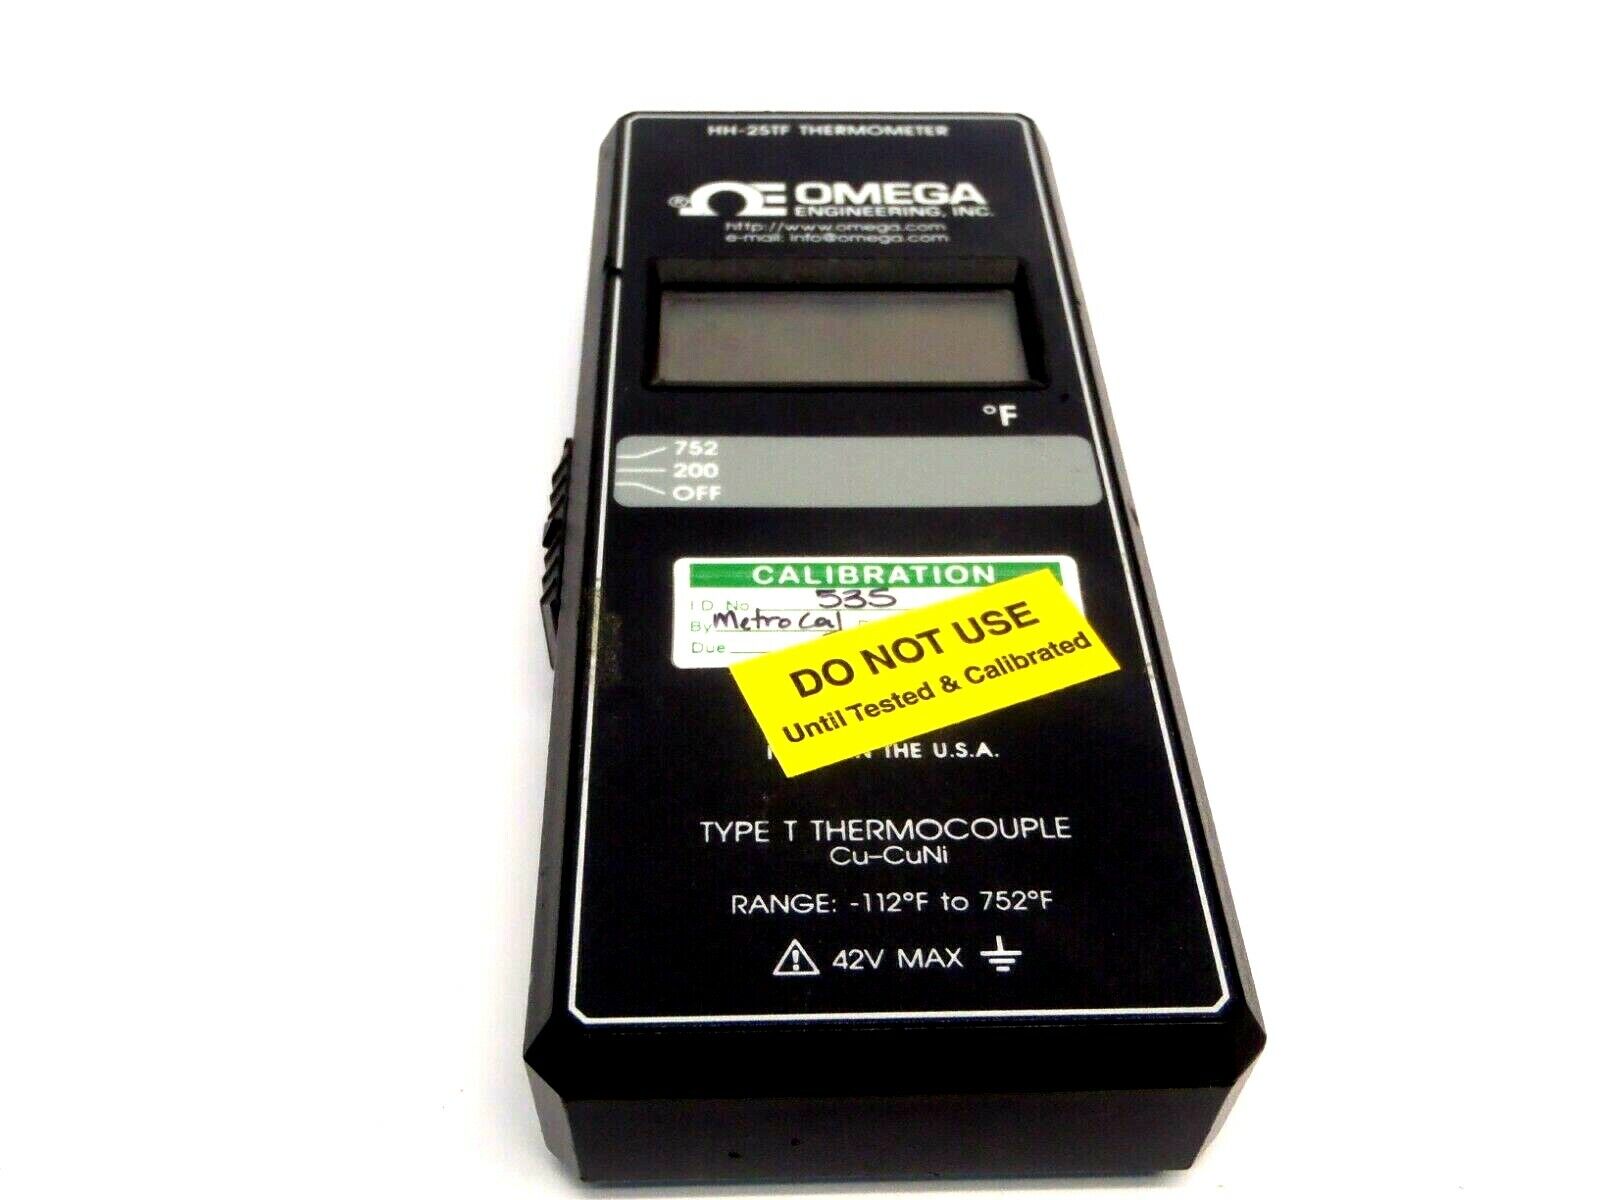 HH-25TF THERMOMETER
® OMEGA
ENGINEERING, INC.
http://www.omega.com
e-mail: info@omega.com
°F
752
200
OFF
CALIBRATION
I D. No 535
By Metro Cal
Due
DO NOT USE
Until Tested & Calibrated
THE U.S.A.
TYPE T THERMOCOUPLE
Cu-CuNi
RANGE: -112°F to 752°F
42V MAX